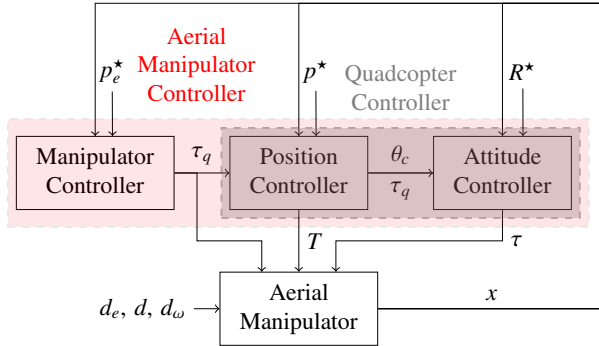 Aerial
Manipulator
Controller
p_e^★
p^★
Quadcopter
Controller
R^★
Manipulator
Controller
τ_q
Position
Controller
θ_c
τ_q
Attitude
Controller
T
τ
d_e, d, d_ω
Aerial
Manipulator
x